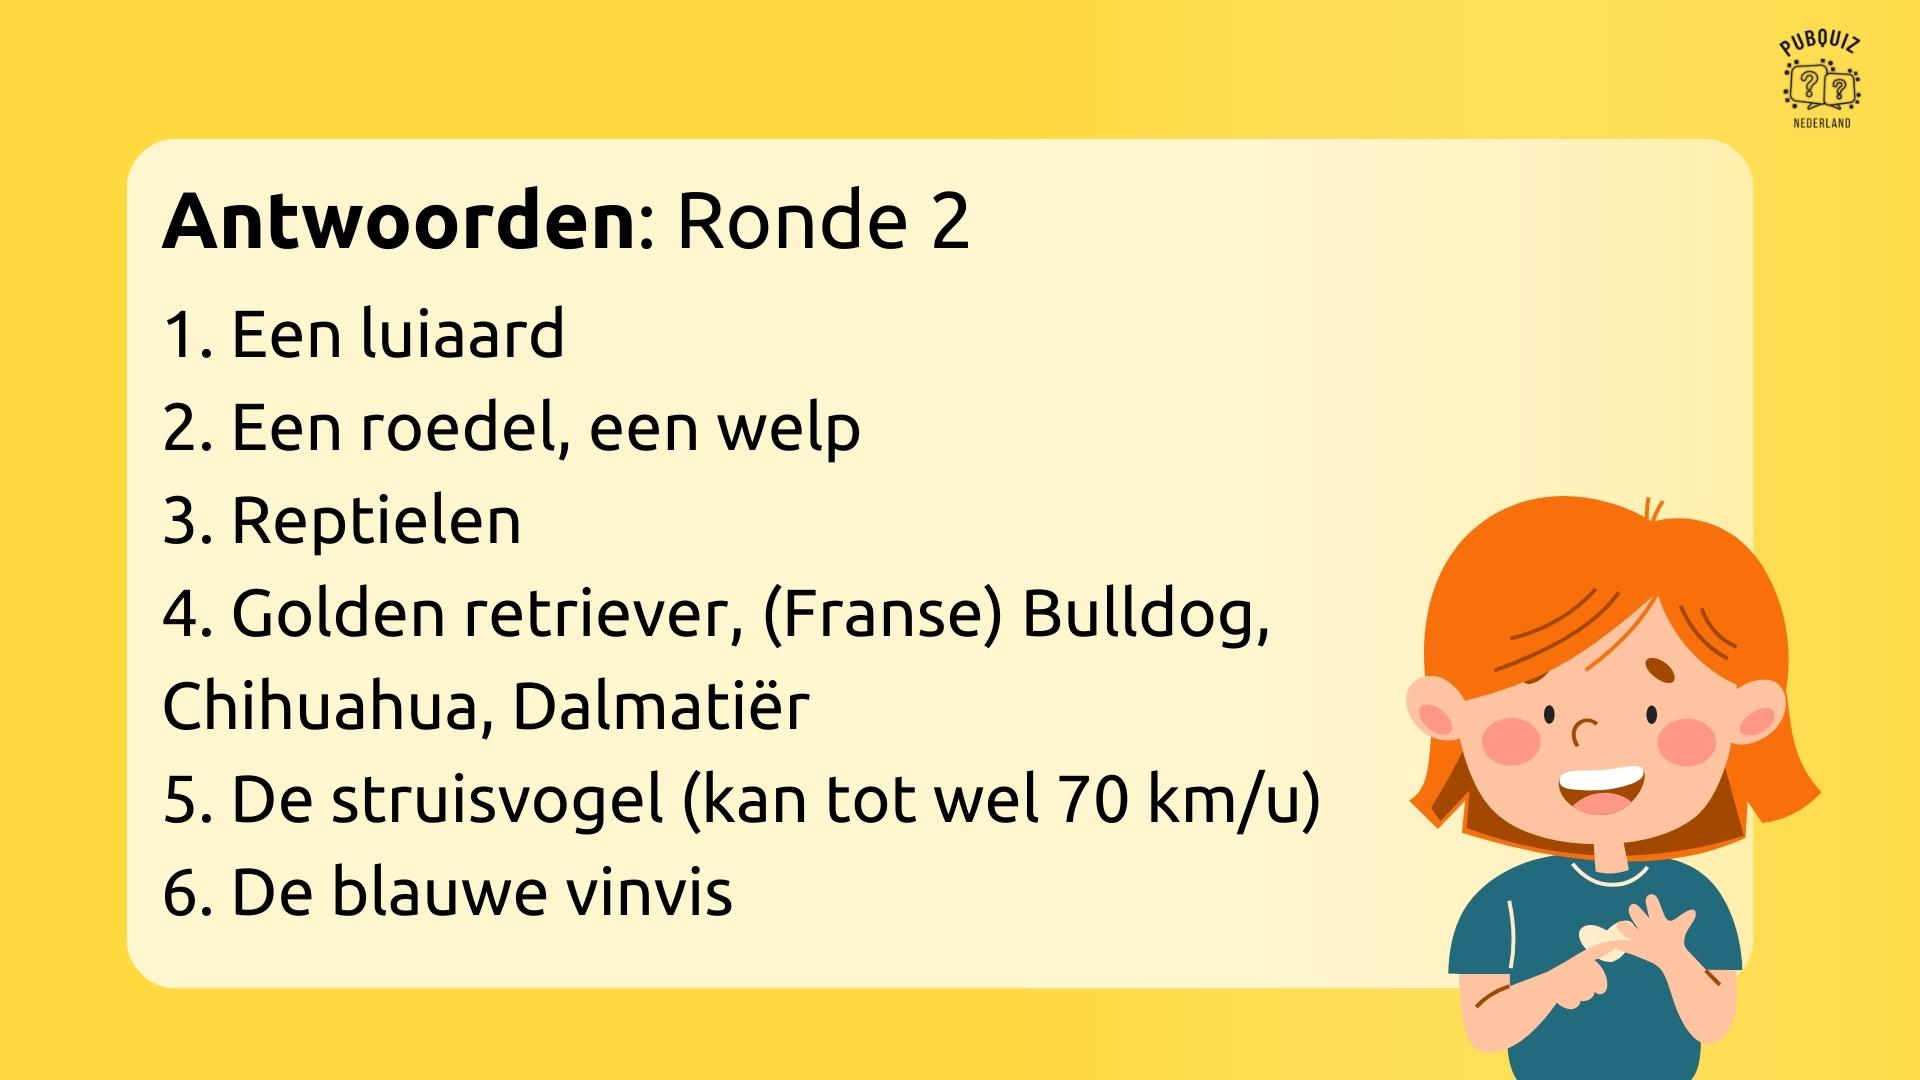 PUBQUIZ
? ?
NEDERLAND
Antwoorden: Ronde 2
1. Een luiaard
2. Een roedel, een welp
3. Reptielen
4. Golden retriever, (Franse) Bulldog,
Chihuahua, Dalmatiër
5. De struisvogel (kan tot wel 70 km/u)
6. De blauwe vinvis